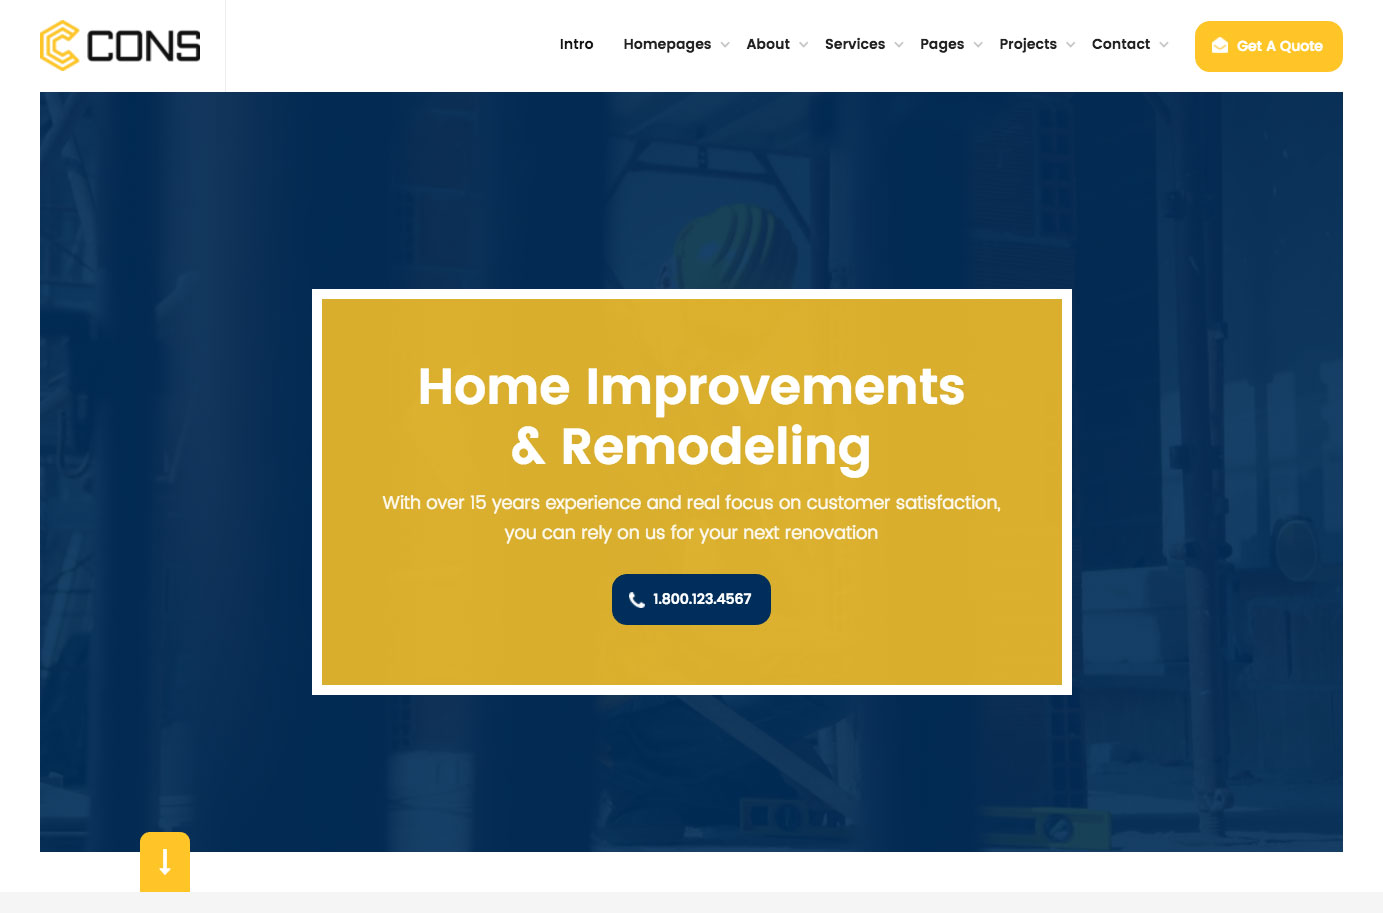 CONS
Intro
Homepages
About
Services
Pages
Projects
Contact
Get A Quote
Home Improvements
& Remodeling
With over 15 years experience and real focus on customer satisfaction,
you can rely on us for your next renovation
1.800.123.4567